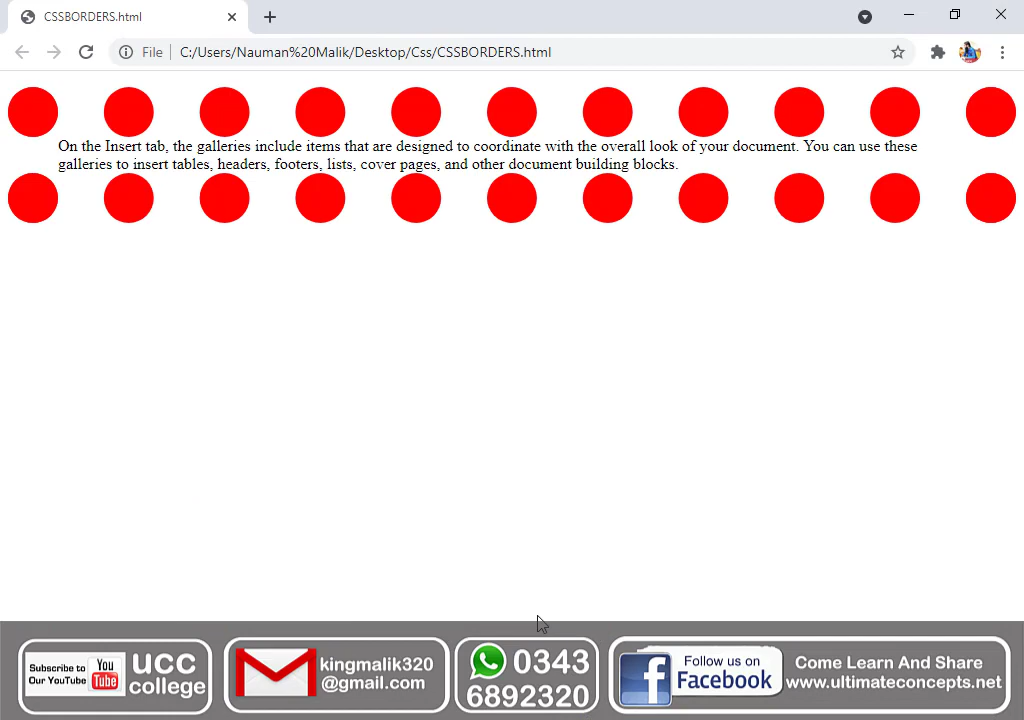 CSSBORDERS.html
File C:/Users/Nauman%20Malik/Desktop/Css/CSSBORDERS.html
On the Insert tab, the galleries include items that are designed to coordinate with the overall look of your document. You can use these
galleries to insert tables, headers, footers, lists, cover pages, and other document building blocks.
Subscribe to
Our YouTube
You
Tube
UCC
college
kingmalik320
@gmail.com
0343
6892320
Follow us on
Facebook
Come Learn And Share
www.ultimateconcepts.net